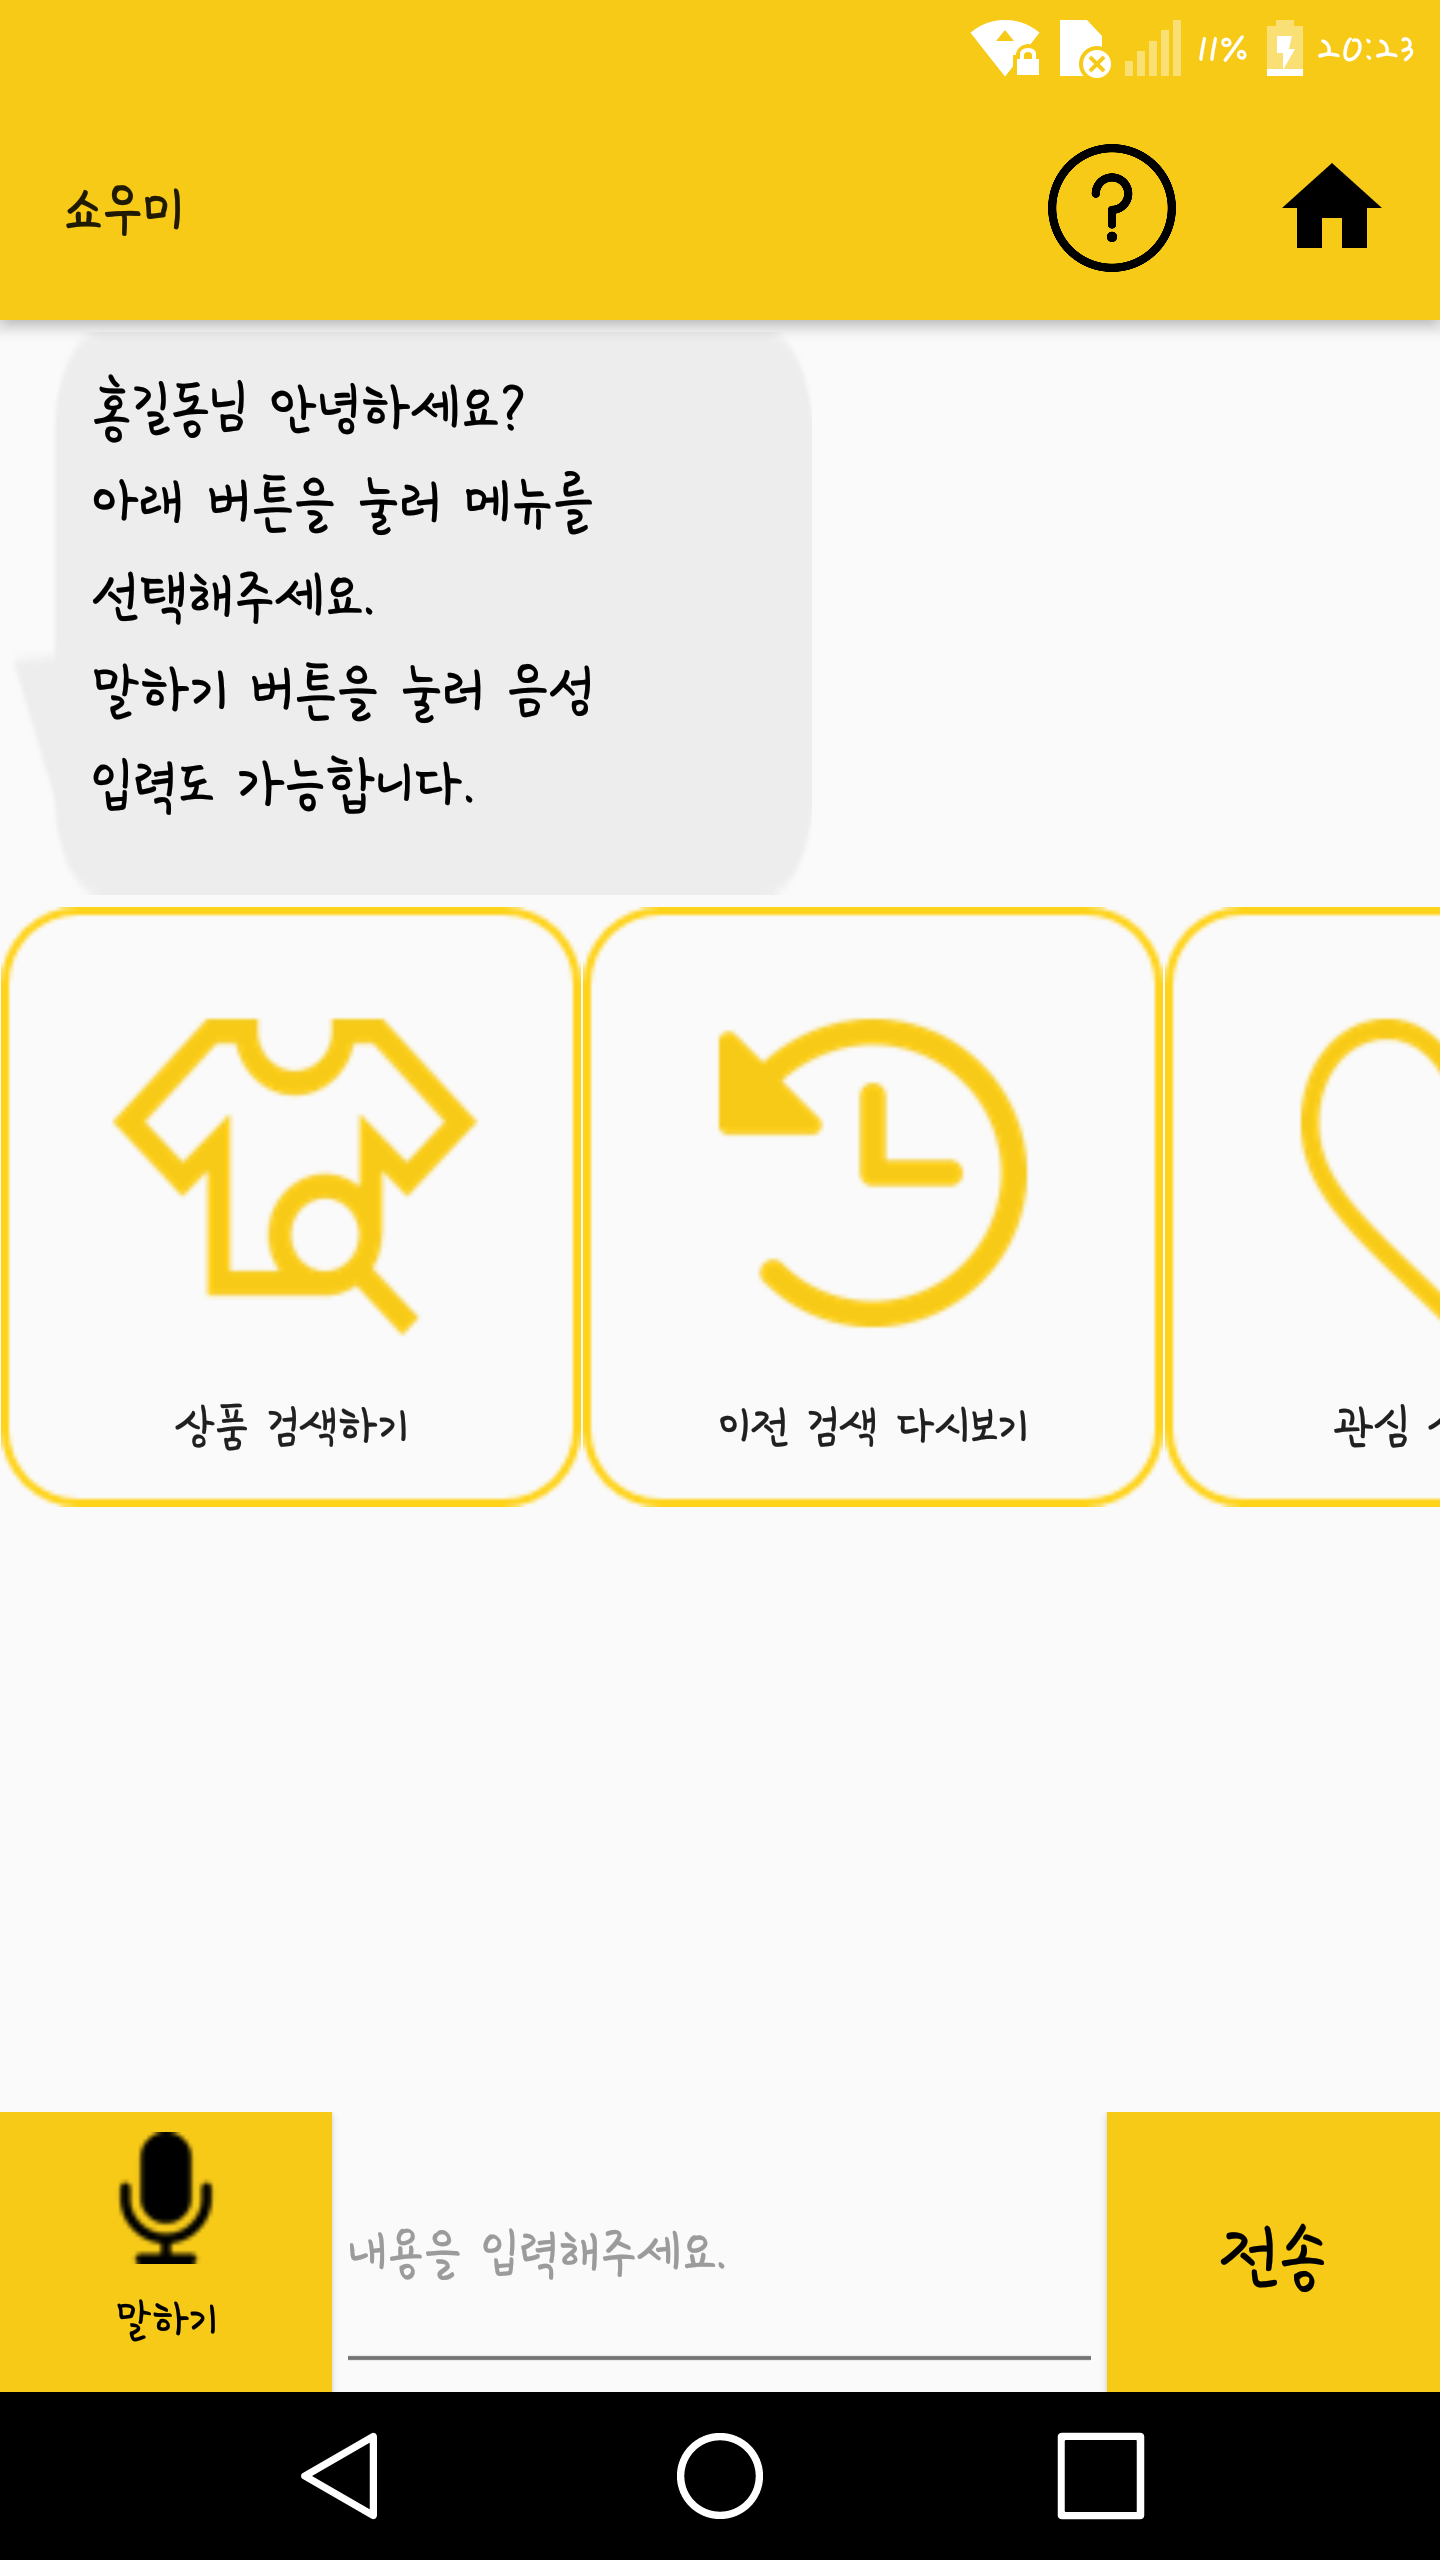 11% 20:23
쇼우미
홍길동님 안녕하세요?
아래 버튼을 눌러 메뉴를
선택해주세요.
말하기 버튼을 눌러 음성
입력도 가능합니다.
상품 검색하기
이전 검색 다시보기
관심
말하기
내용을 입력해주세요.
전송